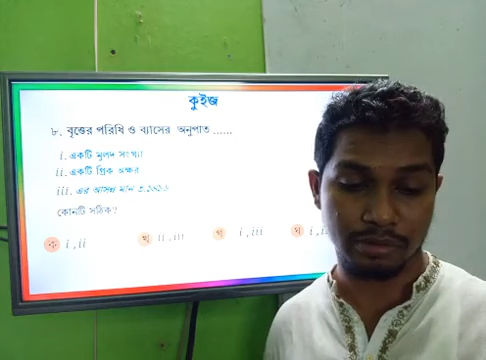 কুইজ
৮. বৃত্তের পরিধি ও ব্যাসের অনুপাত ......
i. একটি মূলদ সংখ্যা
ii. একটি গ্রিক অক্ষর
iii. এর আসন্ন মান ৩.১৪১৬
কোনটি সঠিক?
ক i, ii খ ii, iii গ i, iii ঘ